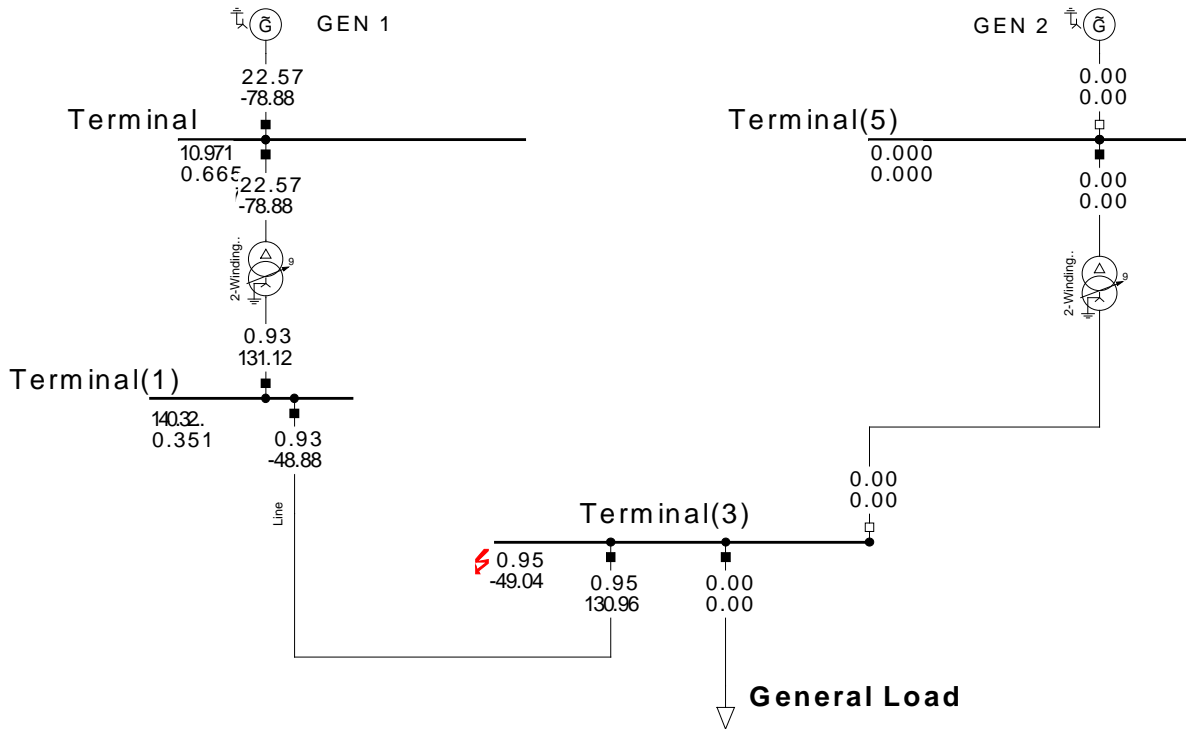 GEN 1
GEN 2
G̃
G̃
22.57
-78.88
0.00
0.00
Terminal
Terminal(5)
10.971
0.665
22.57
-78.88
0.000
0.000
0.00
0.00
2-Winding..
9
2-Winding..
9
0.93
131.12
Terminal(1)
140.32..
0.351
0.93
-48.88
Line
0.00
0.00
Terminal(3)
0.95
-49.04
0.95
130.96
0.00
0.00
General Load